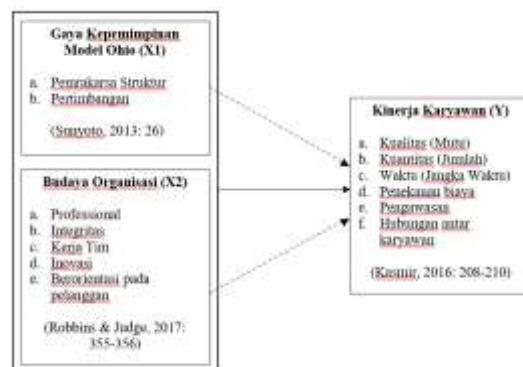 Gaya Kepemimpinan
Model Ohio (X1)
a. Pemrakarsa Struktur
b. Pertimbangan
(Sunyoto, 2013: 26)
Budaya Organisasi (X2)
a. Professional
b. Integritas
c. Kerja Tim
d. Inovasi
e. Berorientasi pada
pelanggan
(Robbins & Judge, 2017:
355-356)
Kinerja Karyawan (Y)
a. Kualitas (Mutu)
b. Kuantitas (Jumlah)
c. Waktu (Jangka Waktu)
d. Penekanan biaya
e. Pengawasan
f. Hubungan antar
karyawan
(Kasmir, 2016: 208-210)